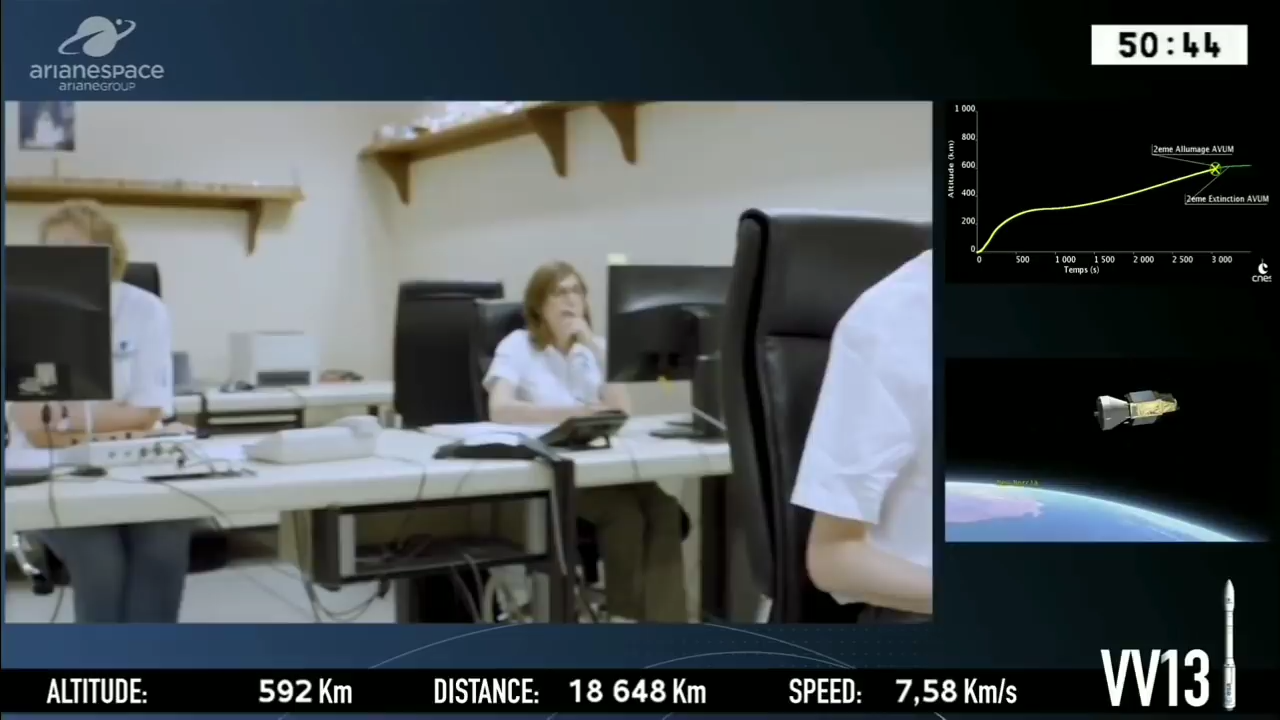 arianespace
arianeGROUP
50:44
1 000
800
600
400
200
0
Altitude (km)
2eme Allumage AVUM
2eme Extinction AVUM
0 500 1 000 1 500 2 000 2 500 3 000
Temps (s)
cnes
ALTITUDE: 592 Km DISTANCE: 18 648 Km SPEED: 7,58 Km/s
VV13